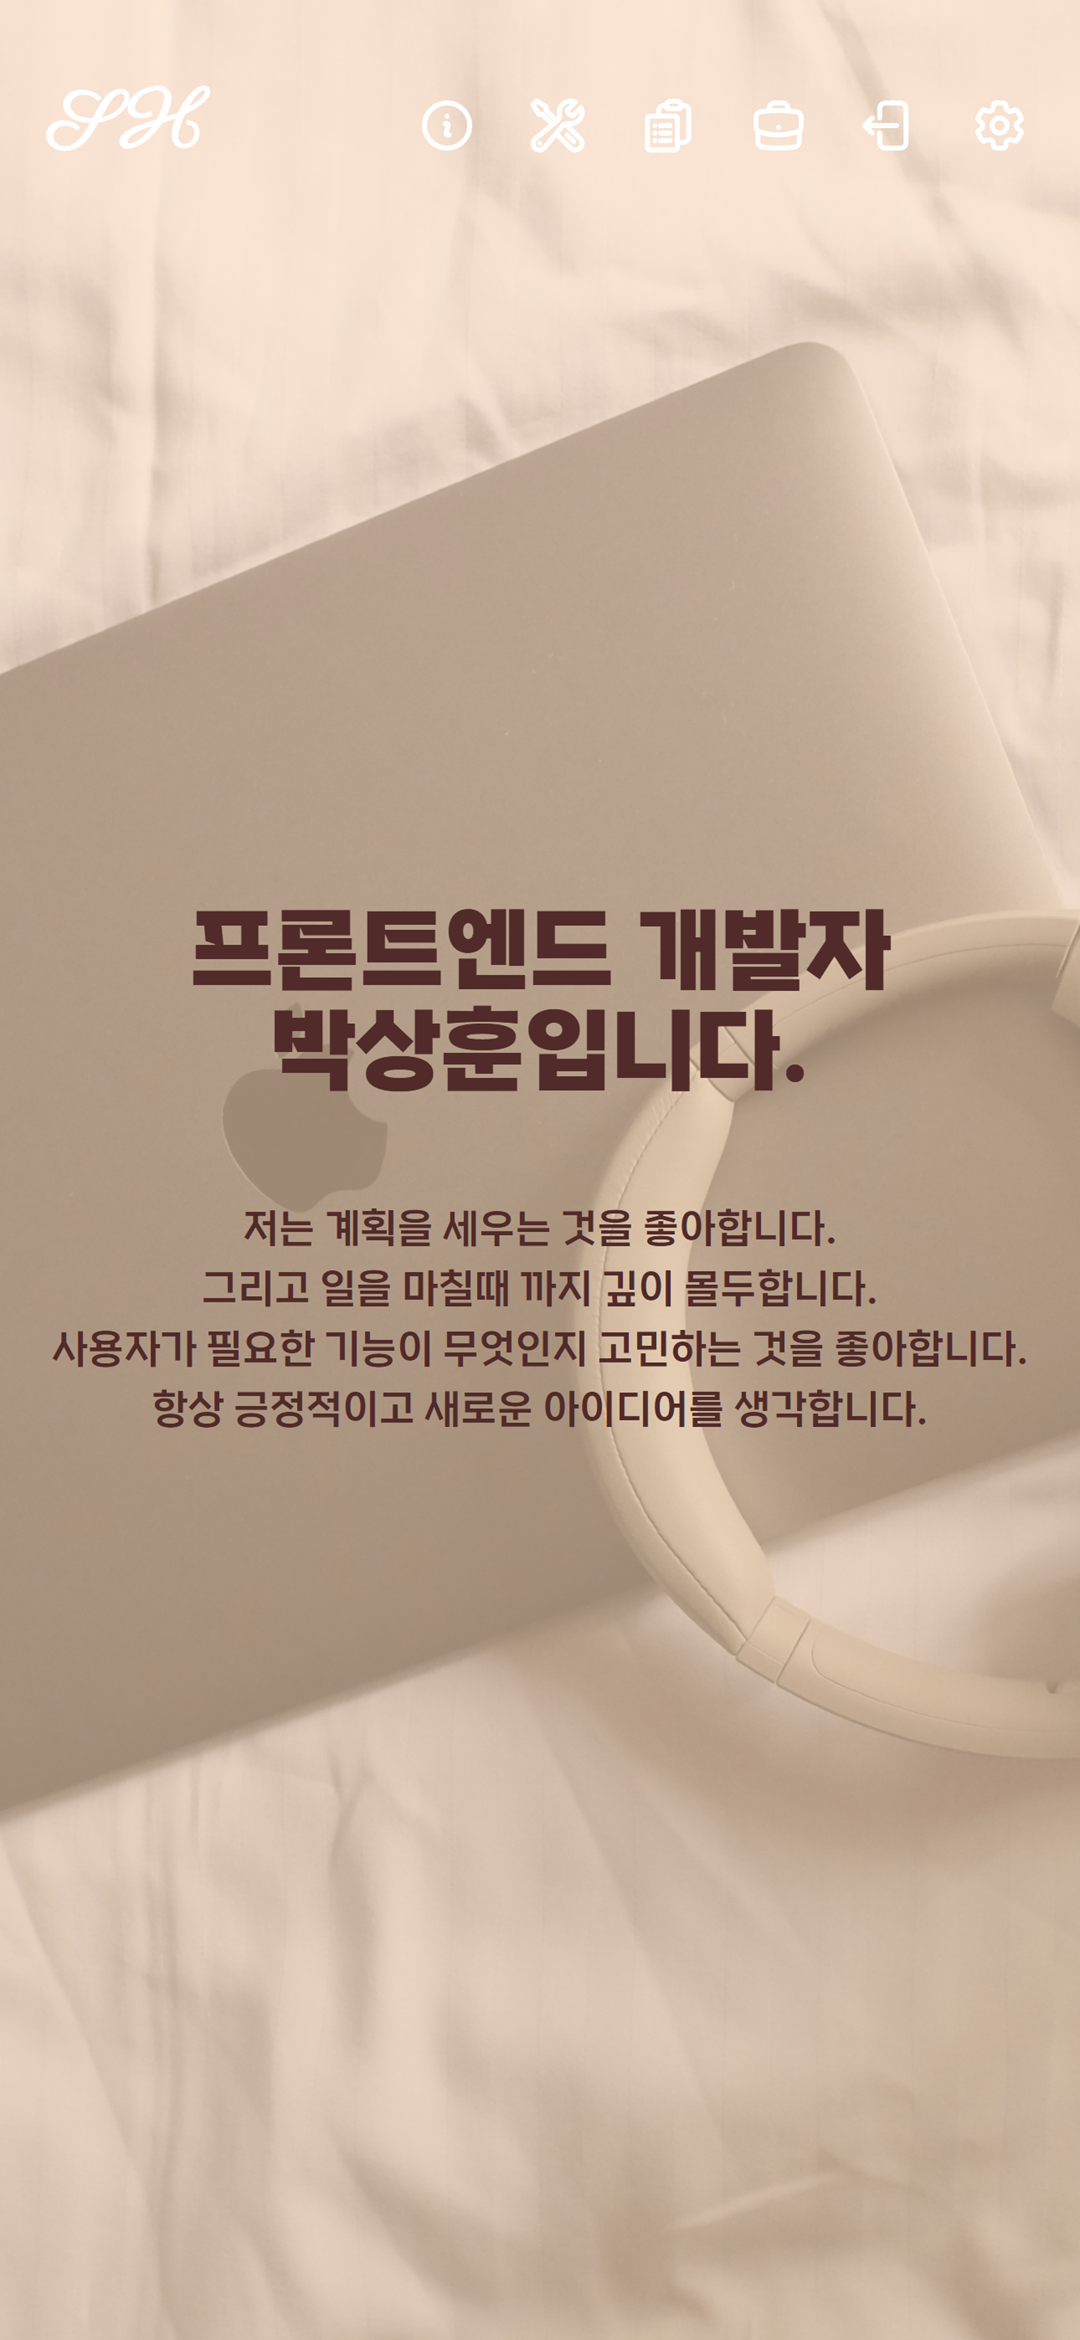 SH
프론트엔드 개발자
박상훈입니다.
저는 계획을 세우는 것을 좋아합니다.
그리고 일을 마칠때 까지 깊이 몰두합니다.
사용자가 필요한 기능이 무엇인지 고민하는 것을 좋아합니다.
항상 긍정적이고 새로운 아이디어를 생각합니다.